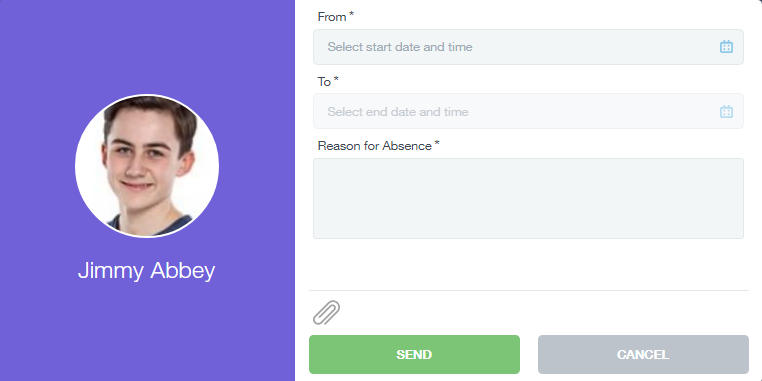 From *
Select start date and time
To *
Select end date and time
Reason for Absence *
Jimmy Abbey
SEND
CANCEL